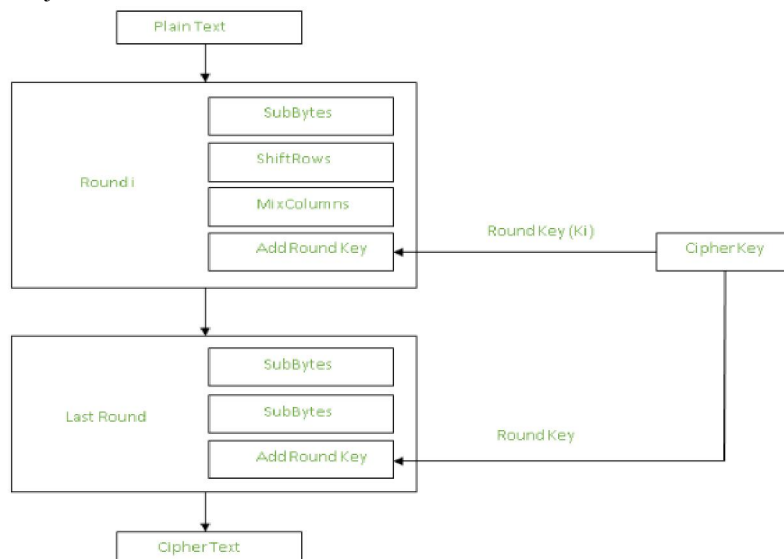 Plain Text
SubBytes
ShiftRows
Round i
MixColumns
Round Key (Ki)
Add Round Key
Cipher Key
SubBytes
Last Round
SubBytes
Round Key
Add Round Key
Cipher Text